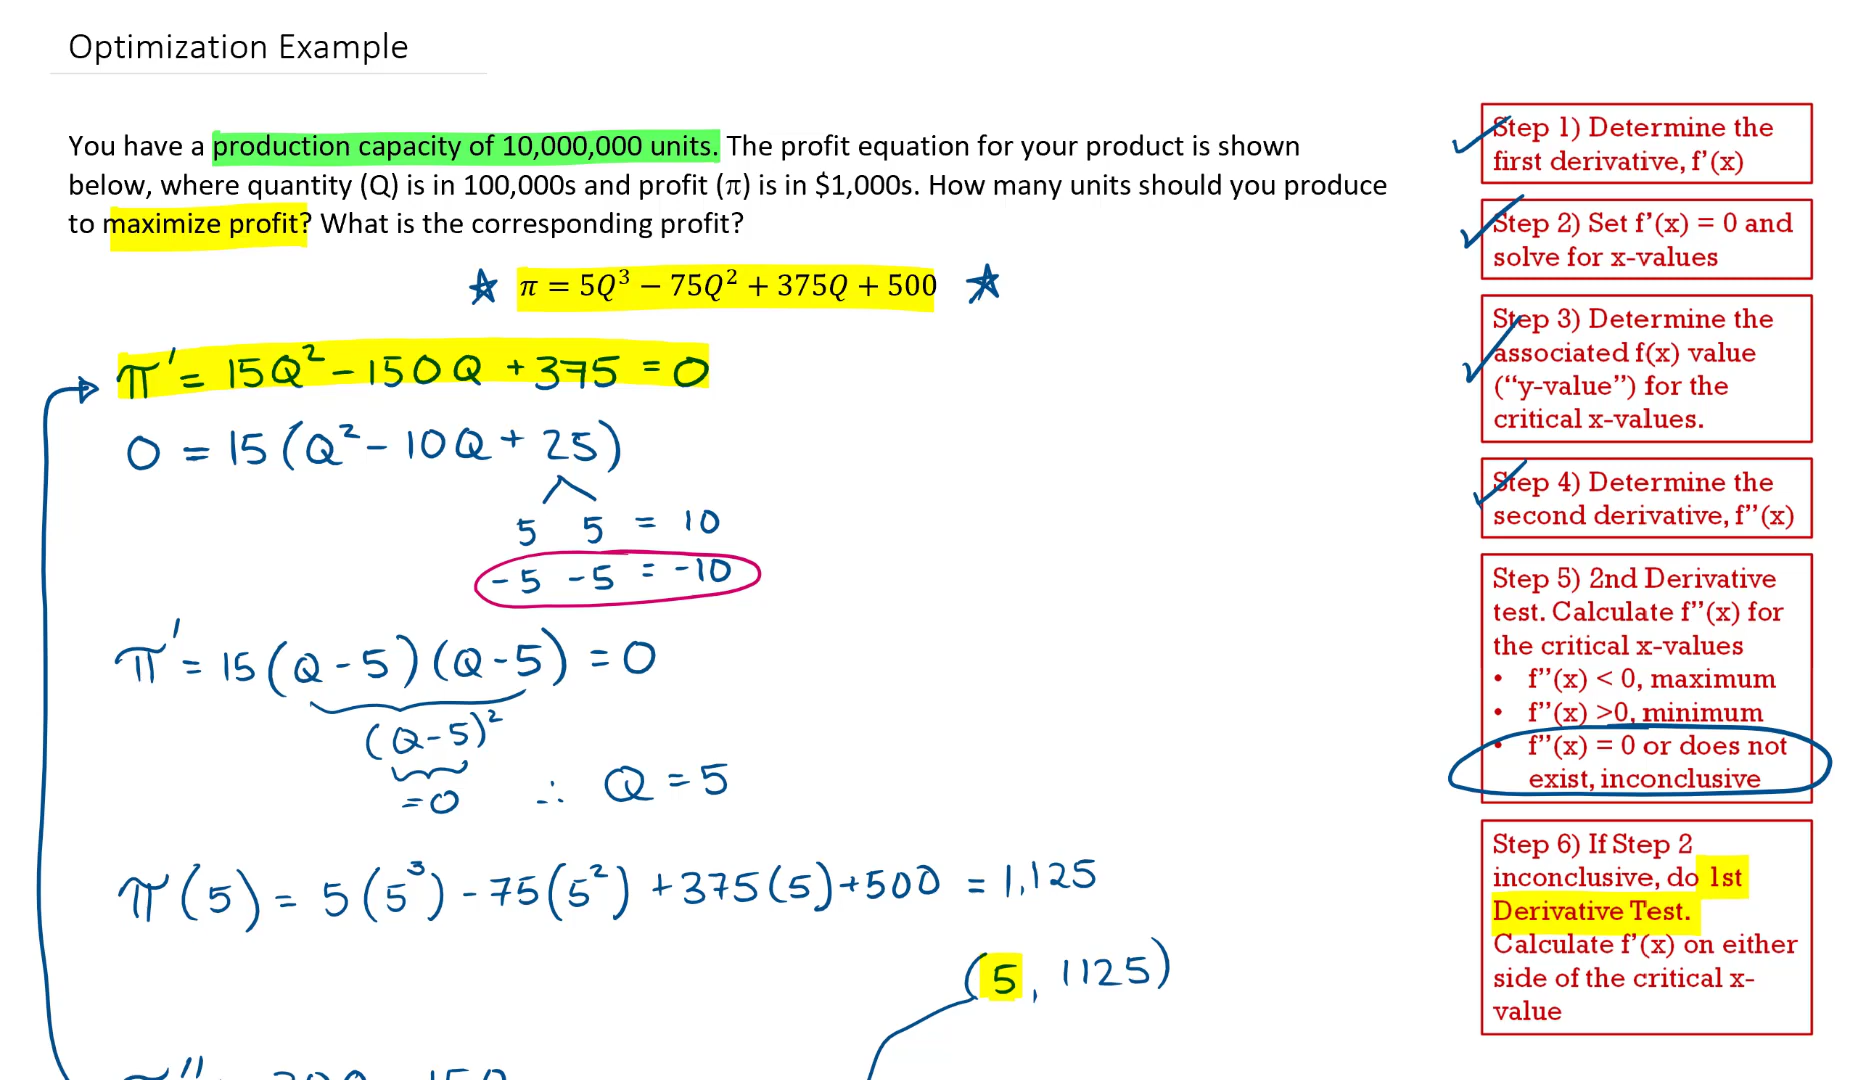 Optimization Example
You have a production capacity of 10,000,000 units. The profit equation for your product is shown
below, where quantity (Q) is in 100,000s and profit (π) is in $1,000s. How many units should you produce
to maximize profit? What is the corresponding profit?
π = 5Q³ − 75Q² + 375Q + 500
π' = 15Q² - 150Q + 375 = 0
0 = 15(Q² - 10Q + 25)
5 5 = 10
-5 -5 = -10
π' = 15(Q-5)(Q-5) = 0
(Q-5)²
=0 ∴ Q = 5
π(5) = 5(5³) - 75(5²) + 375(5) + 500 = 1,125
(5, 1125)
Step 1) Determine the
first derivative, f'(x)
Step 2) Set f'(x) = 0 and
solve for x-values
Step 3) Determine the
associated f(x) value
("y-value") for the
critical x-values.
Step 4) Determine the
second derivative, f''(x)
Step 5) 2nd Derivative
test. Calculate f''(x) for
the critical x-values
• f''(x) < 0, maximum
• f''(x) >0, minimum
• f''(x) = 0 or does not
exist, inconclusive
Step 6) If Step 2
inconclusive, do 1st
Derivative Test.
Calculate f'(x) on either
side of the critical x-
value